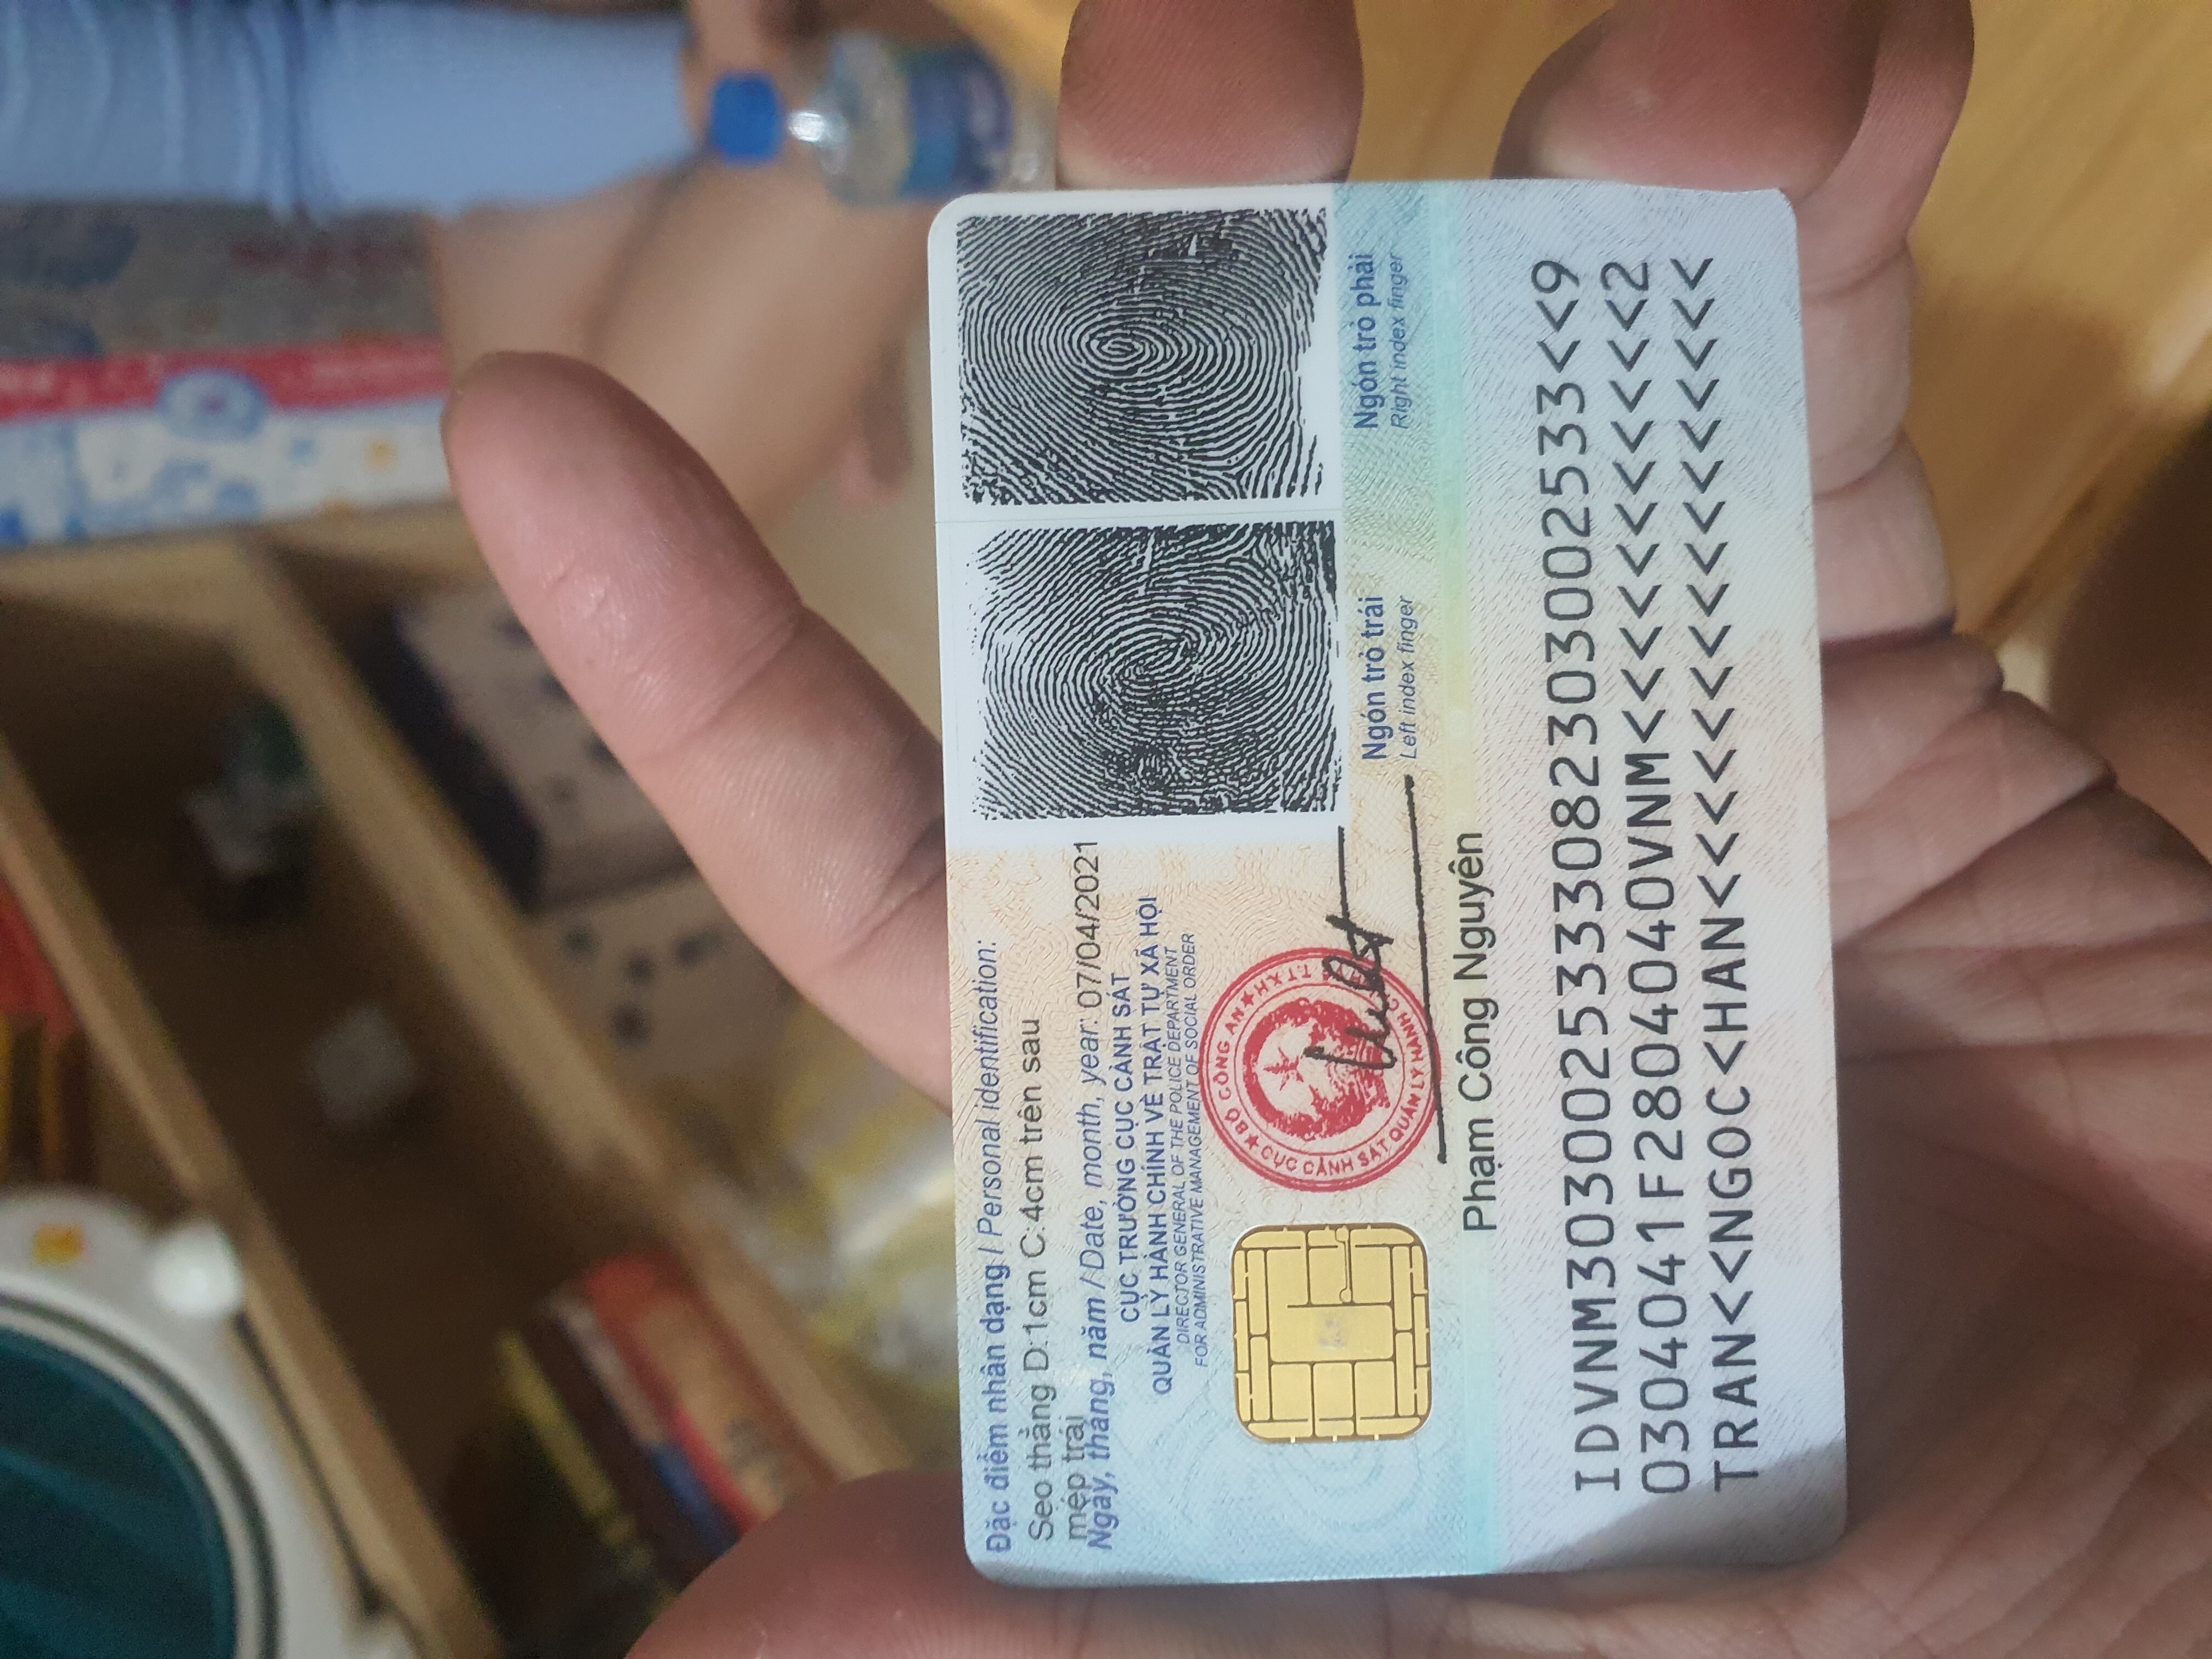 Đặc điểm nhân dạng / Personal identification:
Sẹo thẳng D:1cm C:4cm trên sau
mép trái
Ngày, tháng, năm / Date, month, year: 07/04/2021
CỤC TRƯỞNG CỤC CẢNH SÁT
QUẢN LÝ HÀNH CHÍNH VỀ TRẬT TỰ XÃ HỘI
DIRECTOR GENERAL OF THE POLICE DEPARTMENT
FOR ADMINISTRATIVE MANAGEMENT OF SOCIAL ORDER
BỘ CÔNG AN
CỤC CẢNH SÁT QUẢN LÝ HÀNH TTXH
Phạm Công Nguyên
Ngón trỏ trái
Left index finger
Ngón trỏ phải
Right index finger
IDVNM3030025333082303002533<<9
0304041F2804040VNM<<<<<<<<<<<2
TRAN<<NGOC<HAN<<<<<<<<<<<<<<<<